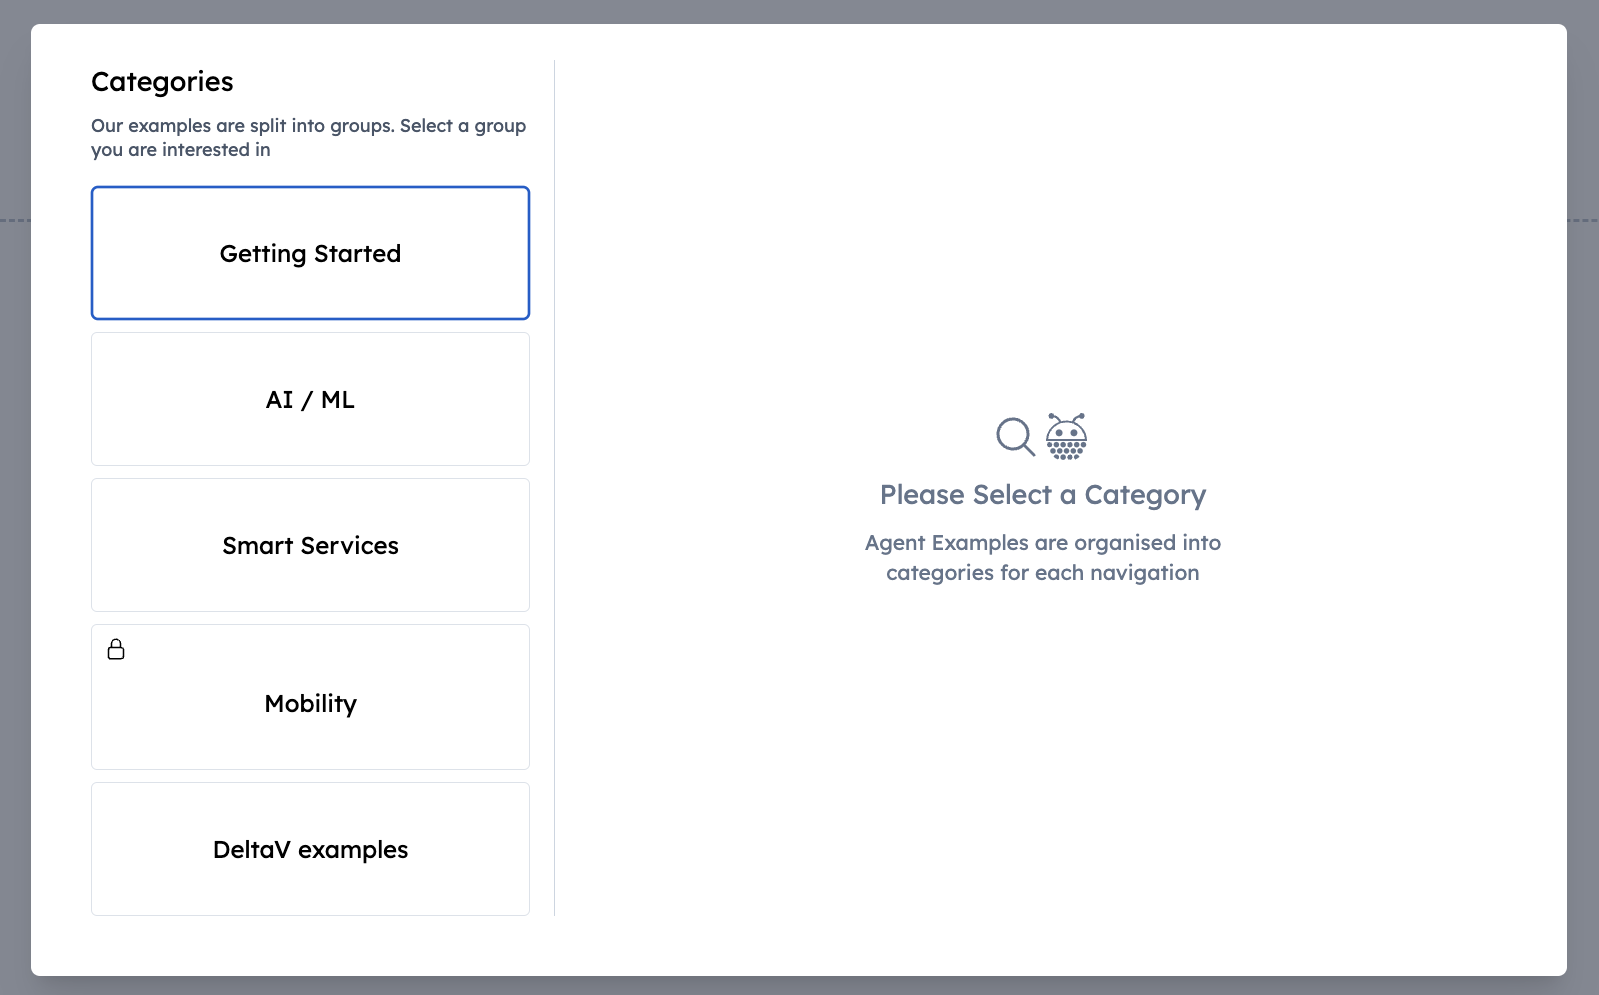 Categories
Our examples are split into groups. Select a group
you are interested in
Getting Started
AI / ML
Smart Services
Mobility
DeltaV examples
Please Select a Category
Agent Examples are organised into
categories for each navigation